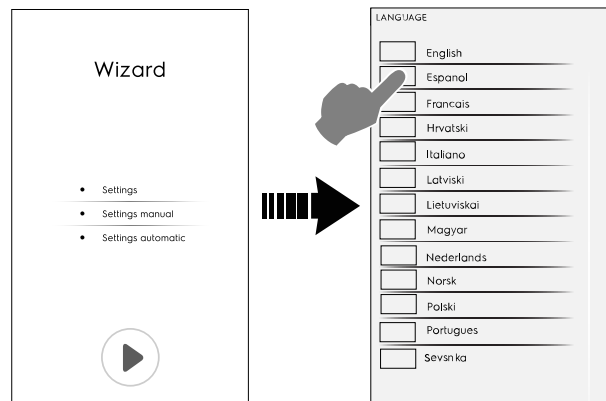 Wizard
Settings
Settings manual
Settings automatic
LANGUAGE
English
Espanol
Francais
Hrvatski
Italiano
Latviski
Lietuviskai
Magyar
Nederlands
Norsk
Polski
Portugues
Sevsnka